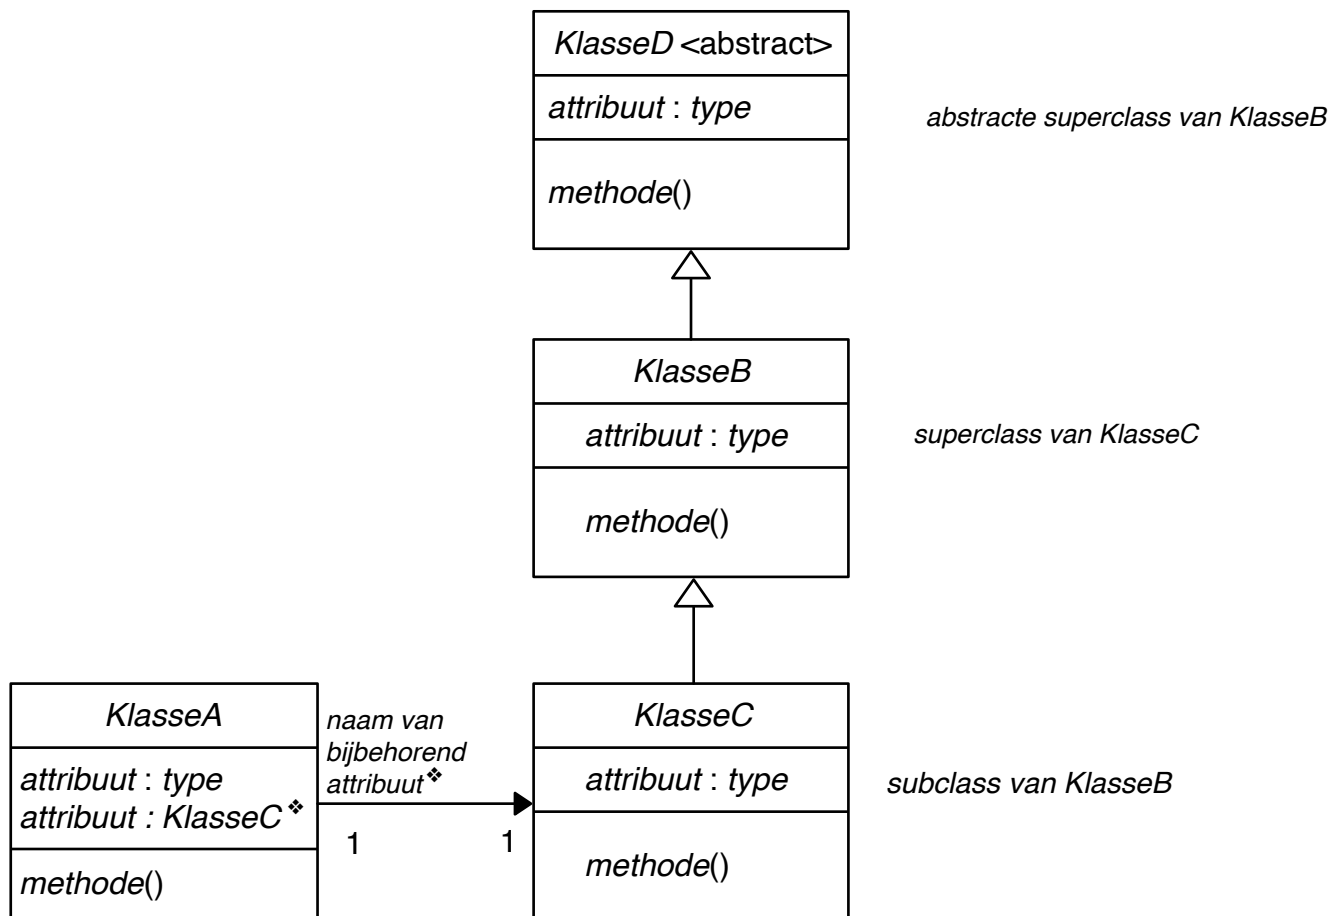 KlasseD <abstract>
attribuut : type
methode()
abstracte superclass van KlasseB
KlasseB
attribuut : type
methode()
superclass van KlasseC
KlasseA
attribuut : type
attribuut : KlasseC❖
methode()
naam van
bijbehorend
attribuut❖
1
1
KlasseC
attribuut : type
methode()
subclass van KlasseB